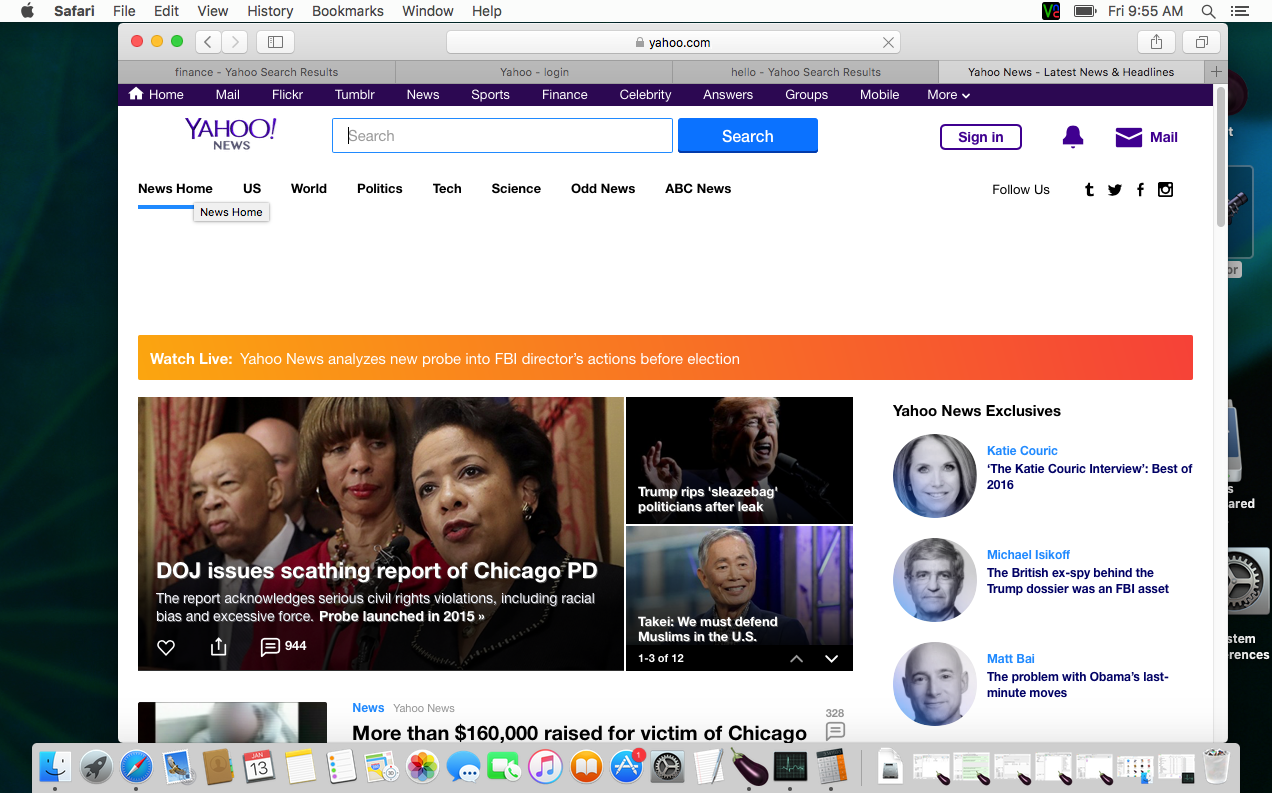 Safari File Edit View History Bookmarks Window Help Fri 9:55 AM
yahoo.com
finance - Yahoo Search Results Yahoo - login hello - Yahoo Search Results Yahoo News - Latest News & Headlines
Home Mail Flickr Tumblr News Sports Finance Celebrity Answers Groups Mobile More
YAHOO!
NEWS
Search
Search
Sign in
Mail
News Home US World Politics Tech Science Odd News ABC News Follow Us
News Home
Watch Live: Yahoo News analyzes new probe into FBI director's actions before election
DOJ issues scathing report of Chicago PD
The report acknowledges serious civil rights violations, including racial
bias and excessive force. Probe launched in 2015 »
944
Trump rips 'sleazebag'
politicians after leak
Takei: We must defend
Muslims in the U.S.
1-3 of 12
Yahoo News Exclusives
Katie Couric
‘The Katie Couric Interview’: Best of
2016
Michael Isikoff
The British ex-spy behind the
Trump dossier was an FBI asset
Matt Bai
The problem with Obama’s last-
minute moves
News Yahoo News
More than $160,000 raised for victim of Chicago
328
JAN
13
1